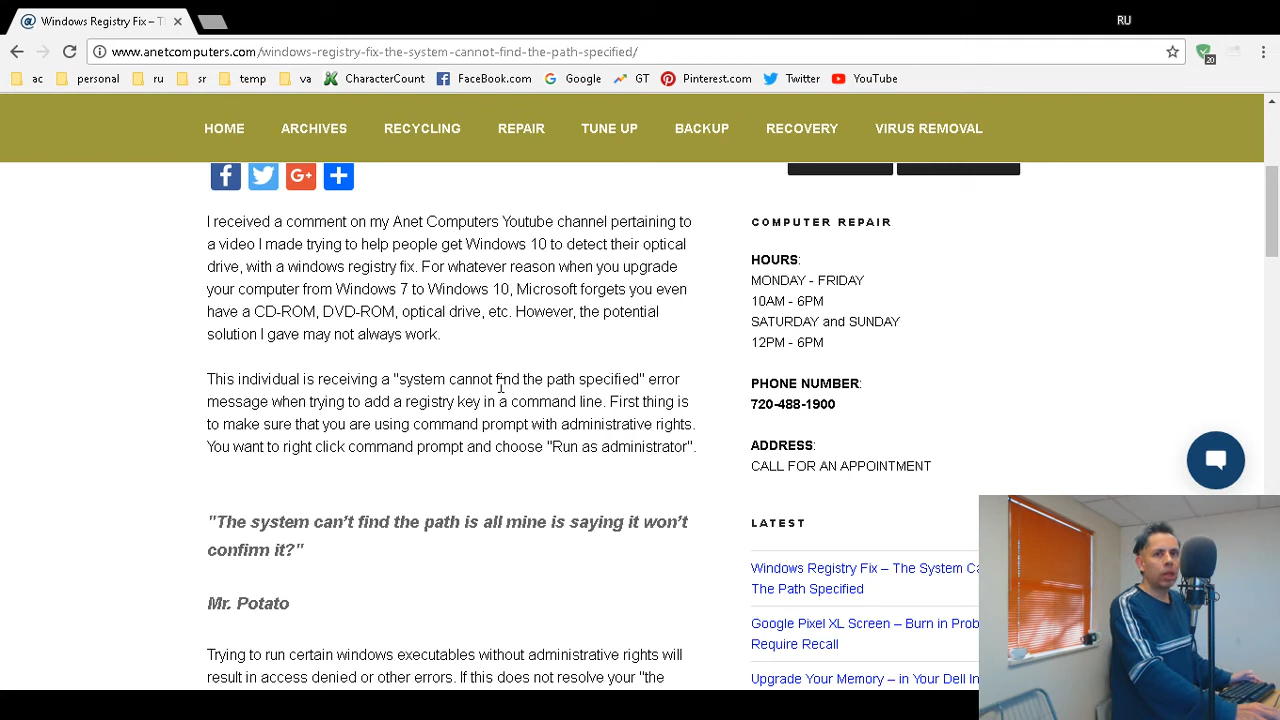 Windows Registry Fix – T
RU
www.anetcomputers.com/windows-registry-fix-the-system-cannot-find-the-path-specified/
20
ac personal ru sr temp va CharacterCount FaceBook.com Google GT Pinterest.com Twitter YouTube
HOME ARCHIVES RECYCLING REPAIR TUNE UP BACKUP RECOVERY VIRUS REMOVAL
I received a comment on my Anet Computers Youtube channel pertaining to
a video I made trying to help people get Windows 10 to detect their optical
drive, with a windows registry fix. For whatever reason when you upgrade
your computer from Windows 7 to Windows 10, Microsoft forgets you even
have a CD-ROM, DVD-ROM, optical drive, etc. However, the potential
solution I gave may not always work.
This individual is receiving a "system cannot find the path specified" error
message when trying to add a registry key in a command line. First thing is
to make sure that you are using command prompt with administrative rights.
You want to right click command prompt and choose "Run as administrator".
"The system can't find the path is all mine is saying it won't
confirm it?"
Mr. Potato
Trying to run certain windows executables without administrative rights will
result in access denied or other errors. If this does not resolve your "the
COMPUTER REPAIR
HOURS:
MONDAY - FRIDAY
10AM - 6PM
SATURDAY and SUNDAY
12PM - 6PM
PHONE NUMBER:
720-488-1900
ADDRESS:
CALL FOR AN APPOINTMENT
LATEST
Windows Registry Fix – The System Ca
The Path Specified
Google Pixel XL Screen – Burn in Prob
Require Recall
Upgrade Your Memory – in Your Dell In